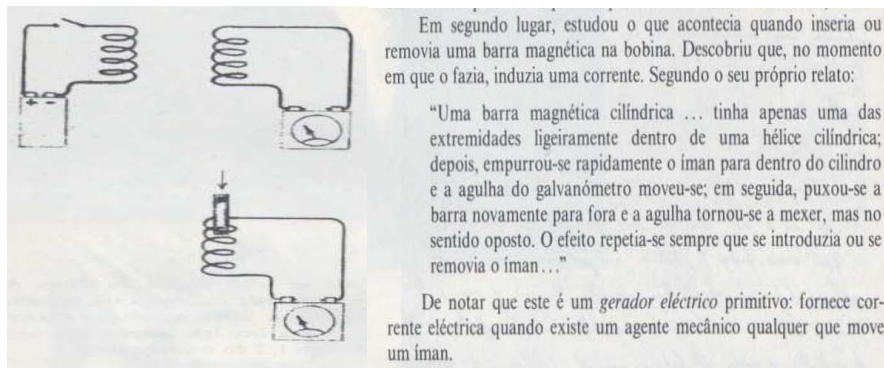 + -
Em segundo lugar, estudou o que acontecia quando inseria ou
removia uma barra magnética na bobina. Descobriu que, no momento
em que o fazia, induzia uma corrente. Segundo o seu próprio relato:
“Uma barra magnética cilíndrica ... tinha apenas uma das
extremidades ligeiramente dentro de uma hélice cilíndrica;
depois, empurrou-se rapidamente o íman para dentro do cilindro
e a agulha do galvanómetro moveu-se; em seguida, puxou-se a
barra novamente para fora e a agulha tornou-se a mexer, mas no
sentido oposto. O efeito repetia-se sempre que se introduzia ou se
removia o íman ...”
De notar que este é um gerador eléctrico primitivo: fornece cor-
rente eléctrica quando existe um agente mecânico qualquer que move
um íman.